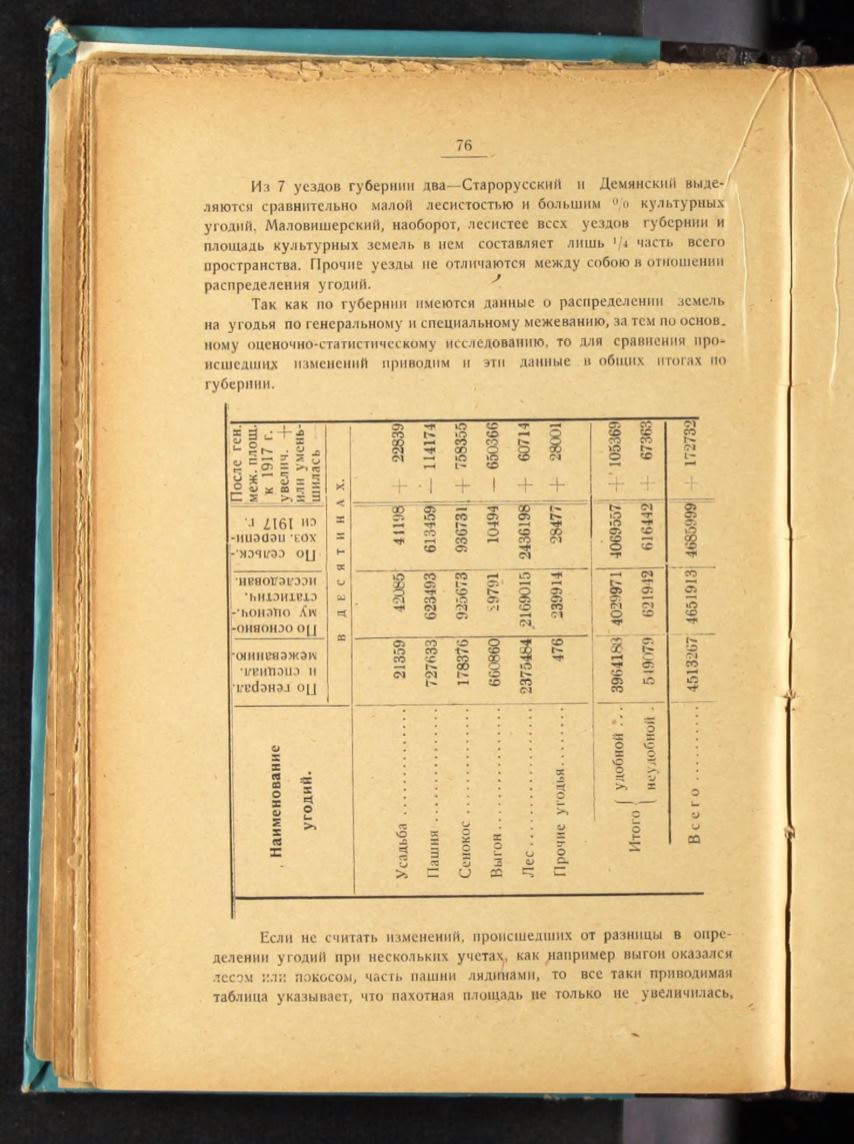 76
Из 7 уездов губернии два—Старорусский и Демянский выде-
ляются сравнительно малой лесистостью и большим % культурных
угодий. Маловишерский, наоборот, лесистее всех уездов губернии и
площадь культурных земель в нем составляет лишь 1/4 часть всего
пространства. Прочие уезды не отличаются между собою в отношении
распределения угодий.
Так как по губернии имеются данные о распределении земель
на угодья по генеральному и специальному межеванию, за тем по основ.
ному оценочно-статистическому исследованию, то для сравнения про-
исшедших изменений приводим и эти данные в общих итогах по
губернии.
Наименование
угодий.
По генерал.
и специал.
межеванию.
По основно-
му оценоч.-
статитич.
исследован.
По сельск.-
хоз. перепи-
си 1917 г.
После ген.
меж. площ.
к 1917 г.
увелич. +
или умень-
шилась —
В ДЕСЯТИНАХ.
Усадьба 21359 42085 41198 + 22839
Пашня 727633 623493 613459 — 114174
Сенокос 178376 925673 936731 + 758355
Выгон 660860 29791 10494 — 650366
Лес 2375484 2169015 2436198 + 60714
Прочие угодья 476 239914 28477 + 28001
Итого { удобной 3964188 4029971 4069557 + 105369
неудобной 549079 621942 616442 + 67363
Всего 4513267 4651913 4685999 + 172732
Если не считать изменений, происшедших от разницы в опре-
делении угодий при нескольких учетах, как например выгон оказался
лесом или покосом, часть пашни лядинами, то все таки приводимая
таблица указывает, что пахотная площадь не только не увеличилась,